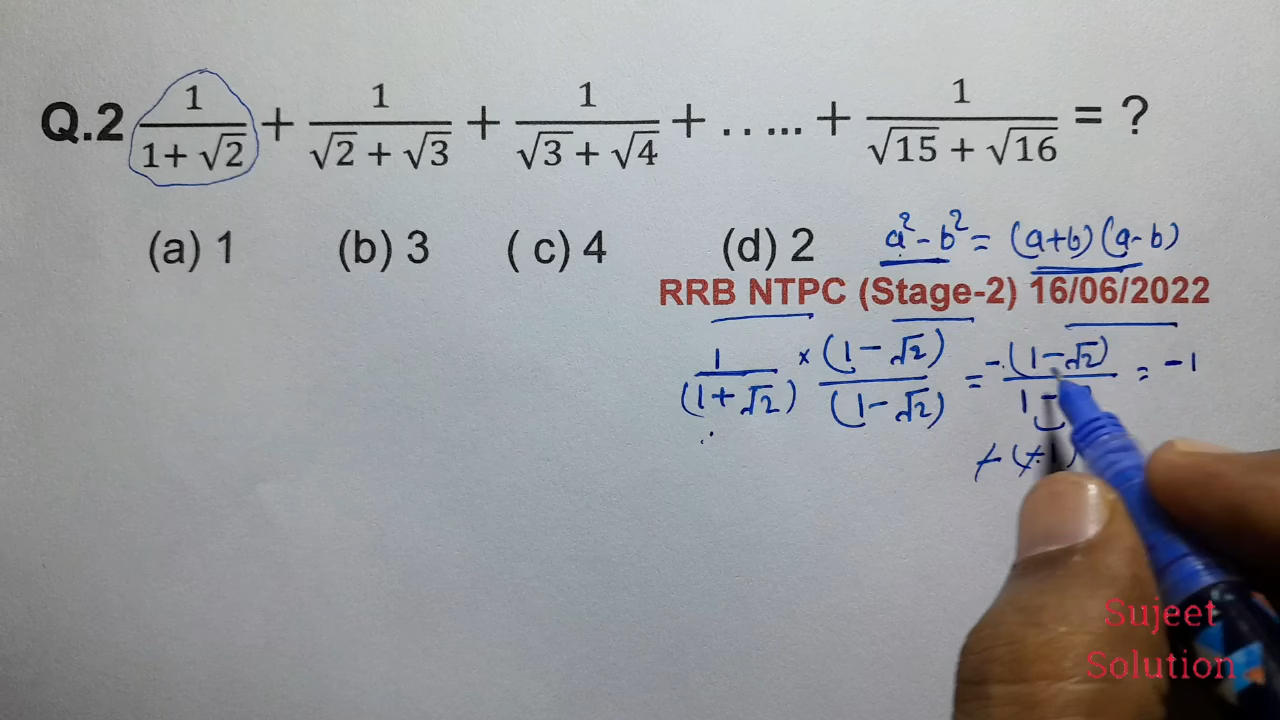 Q.2 1/(1+ √2) + 1/(√2 + √3) + 1/(√3 + √4) + ..... + 1/(√15 + √16) = ?
(a) 1 (b) 3 ( c) 4 (d) 2
a² - b² = (a+b) (a-b)
RRB NTPC (Stage-2) 16/06/2022
1/(1+√2) × (1-√2)/(1-√2) = -(1-√2)/1- = -1
Sujeet
Solution